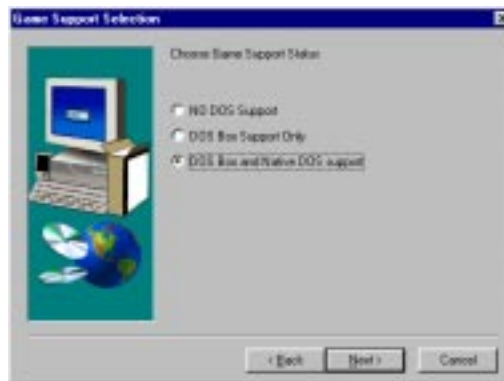 Game Support Selection
Choose Game Support Status
NO DOS Support
DOS Box Support Only
DOS Box and Native DOS support
< Back
Next >
Cancel